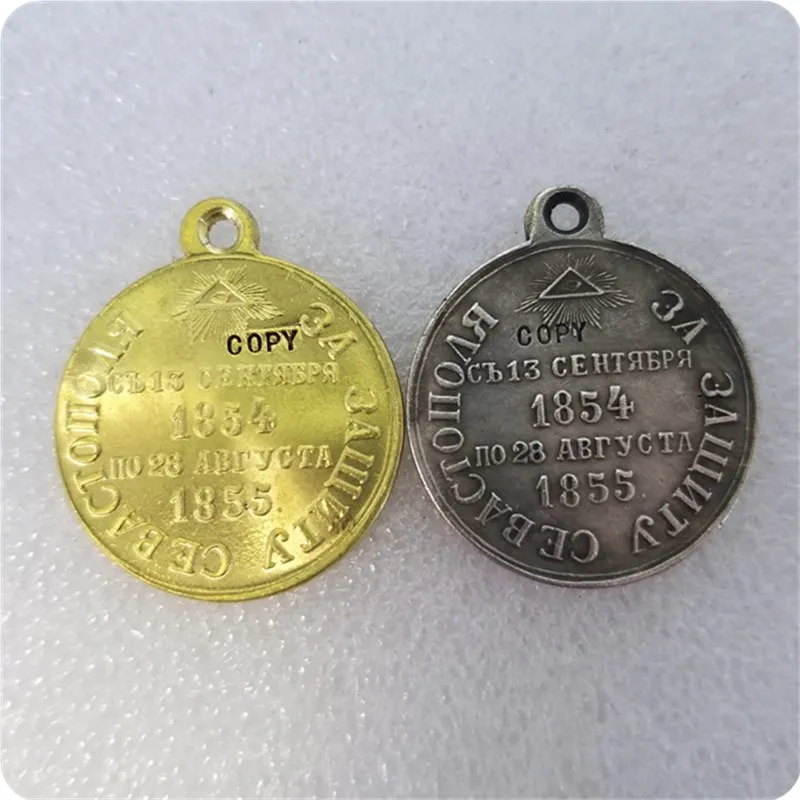 COPY
СЪ 13 СЕНТЯБРЯ
1854
ПО 28 АВГУСТА
1855.
ЗА ЗАЩИТУ СЕВАСТОПОЛЯ
COPY
СЪ 13 СЕНТЯБРЯ
1854
ПО 28 АВГУСТА
1855.
ЗА ЗАЩИТУ СЕВАСТОПОЛЯ